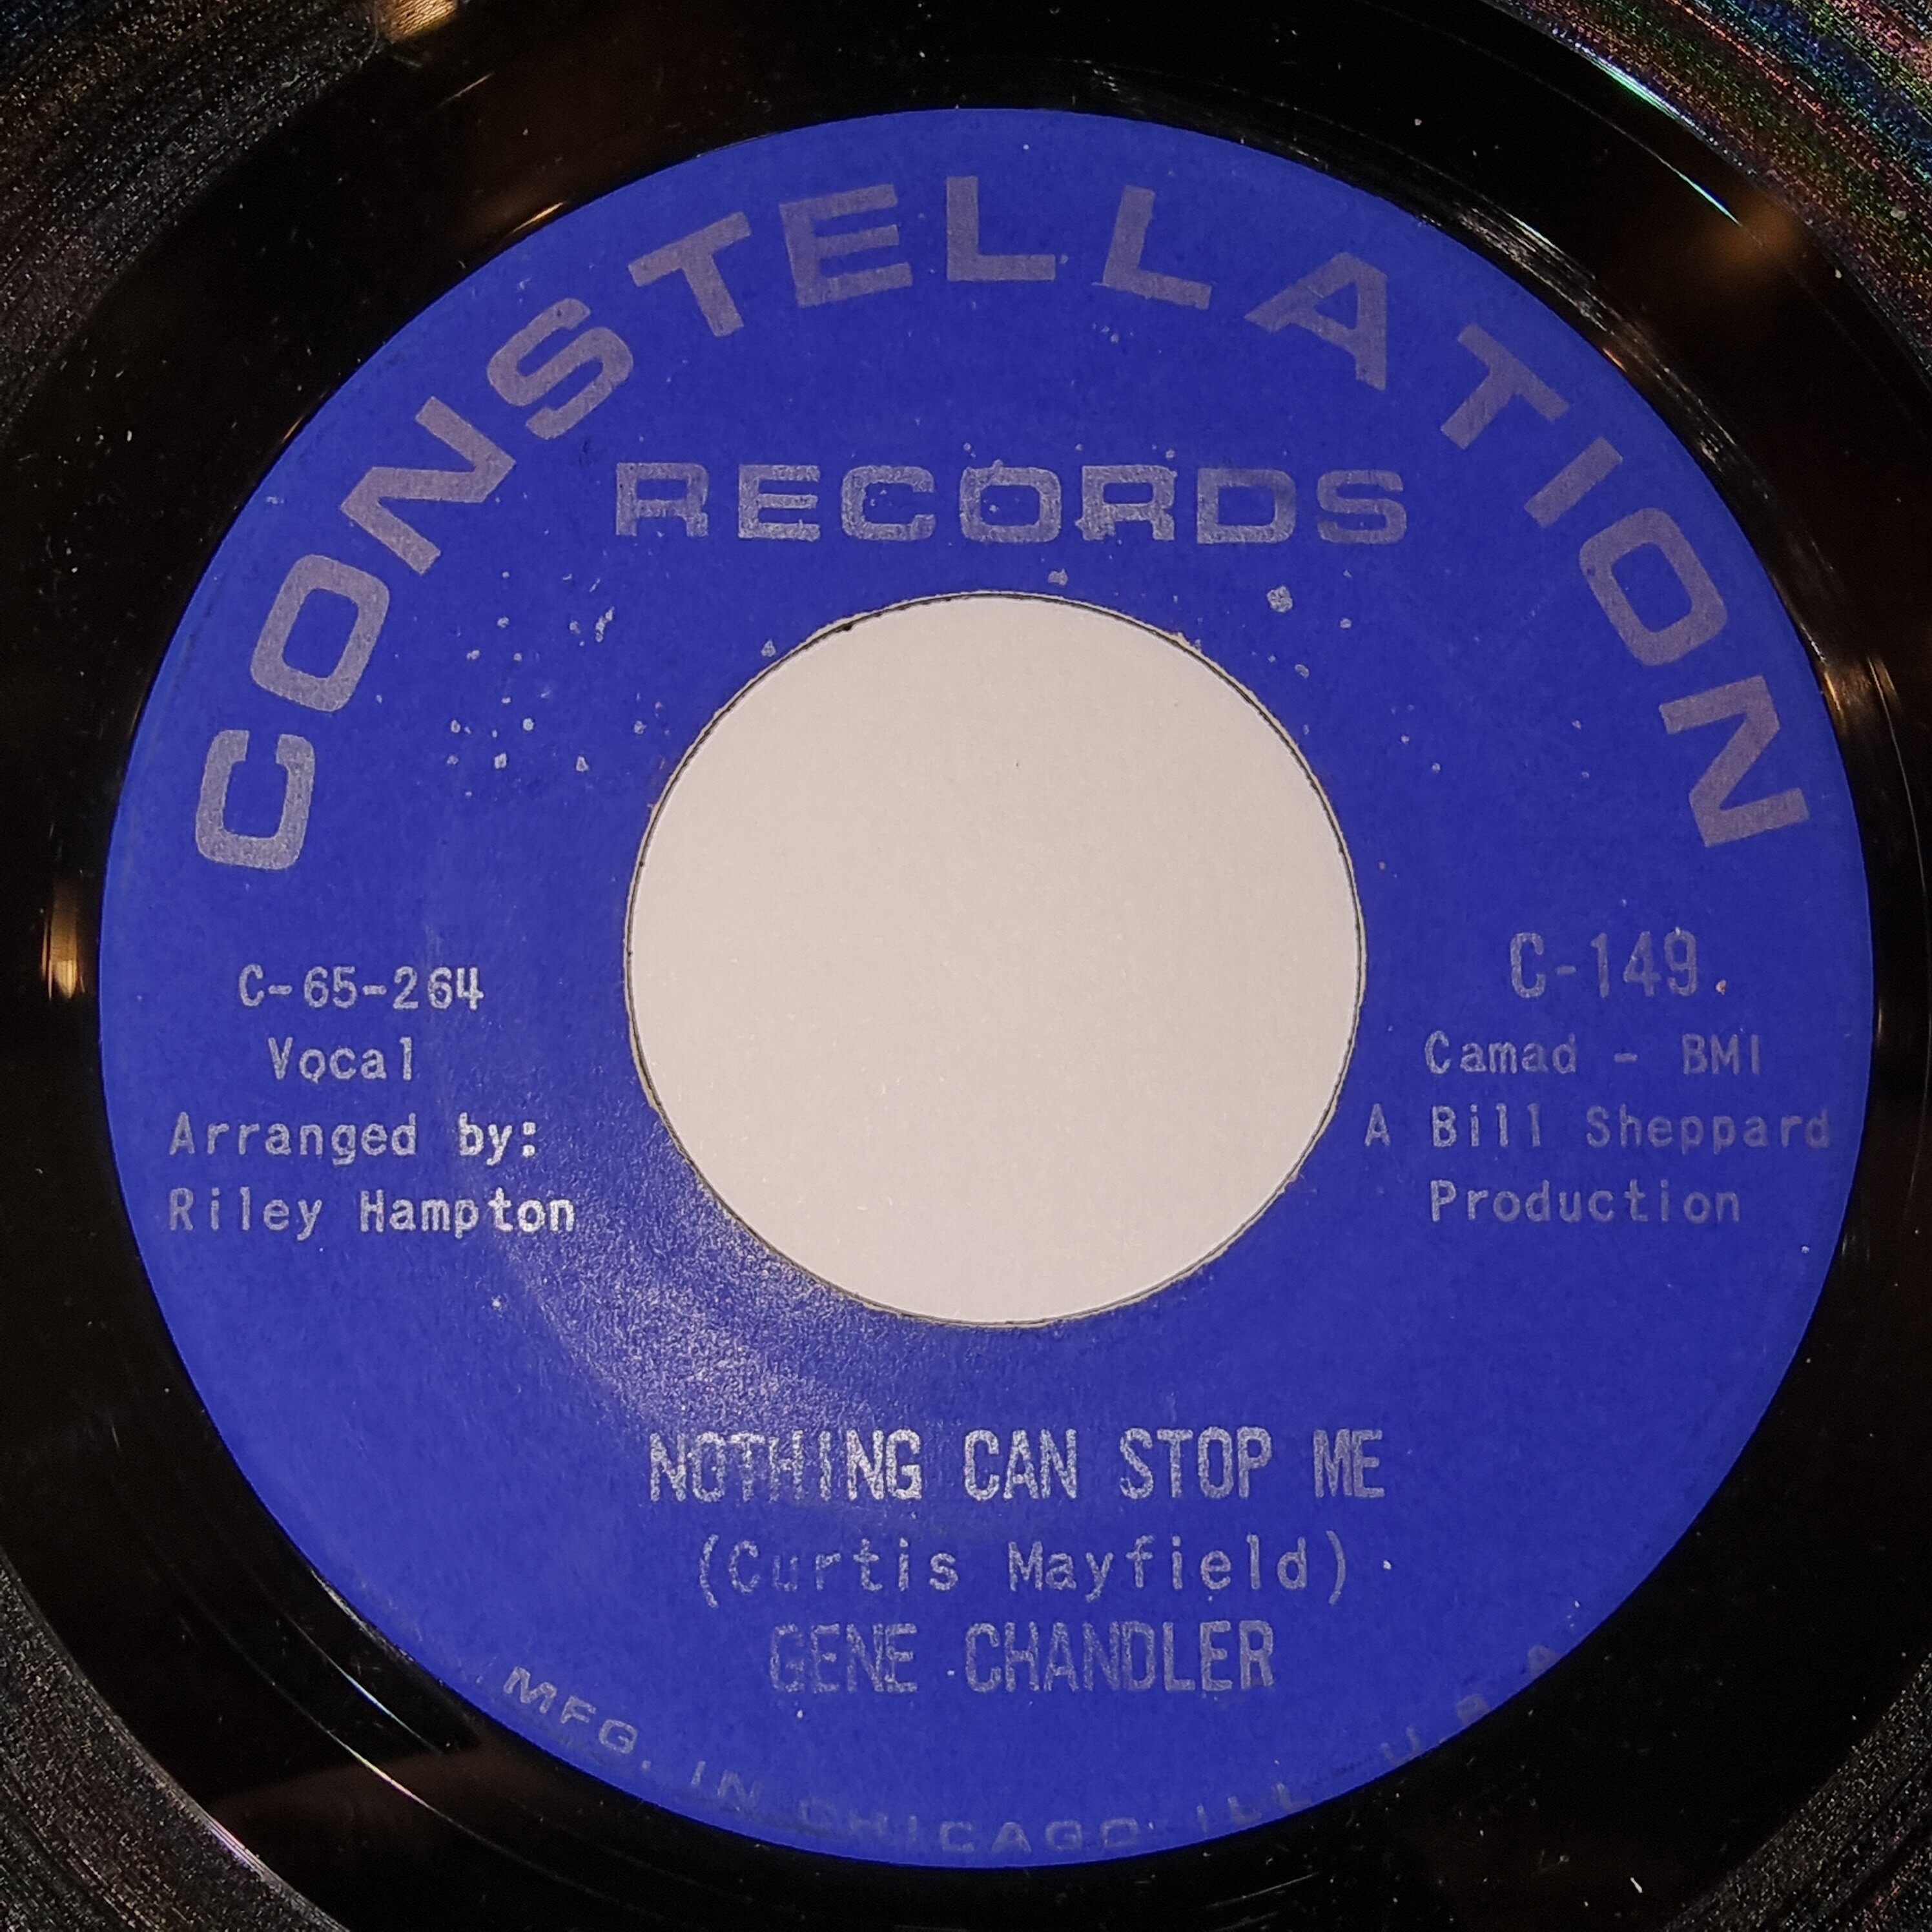 CONSTELLATION
RECORDS
C-65-264
Vocal
Arranged by:
Riley Hampton
C-149
Camad - BMI
A Bill Sheppard
Production
NOTHING CAN STOP ME
(Curtis Mayfield)
GENE CHANDLER
MFG. IN CHICAGO ILL. U.S.A.